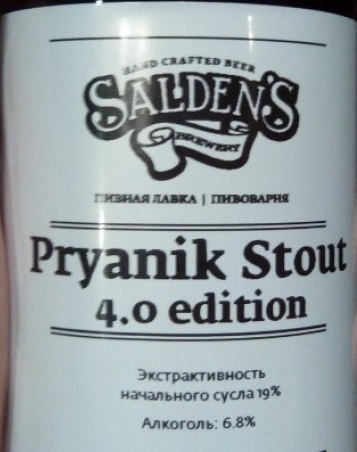 HAND CRAFTED BEER
SALDEN'S
BREWERY
ПИВНАЯ ЛАВКА | ПИВОВАРНЯ
Pryanik Stout
4.0 edition
Экстрактивность
начального сусла 19%
Алкоголь: 6.8%